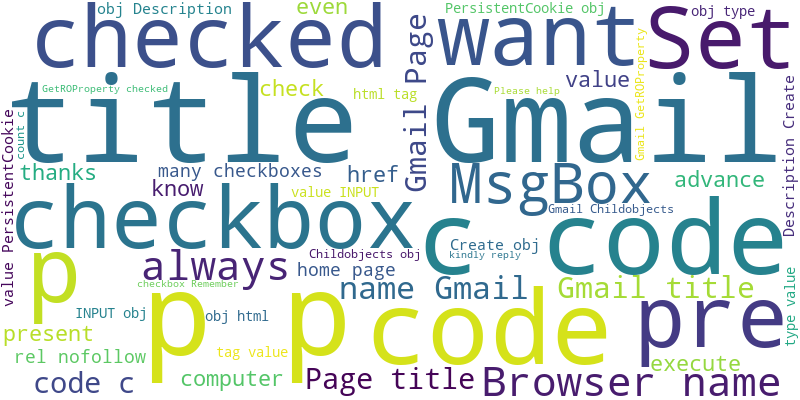 obj Description
even
PersistentCookie obj
obj type
checked
want
Set
Gmail Page
value
GetROProperty checked
check
html tag
Please help
Gmail GetROProperty
title
Gmail
count c
value PersistentCookie
thanks
many checkboxes
href
know
value INPUT
MsgBox
advance
Description Create
Gmail Childobjects
checkbox
c
code
Create obj
kindly reply
Childobjects obj
always
home page
checkbox Remember
name Gmail
Gmail title
p
p
p
code
pre
type value
INPUT obj
obj html
present
rel nofollow
tag value
execute
code c
computer
Page title
Browser name